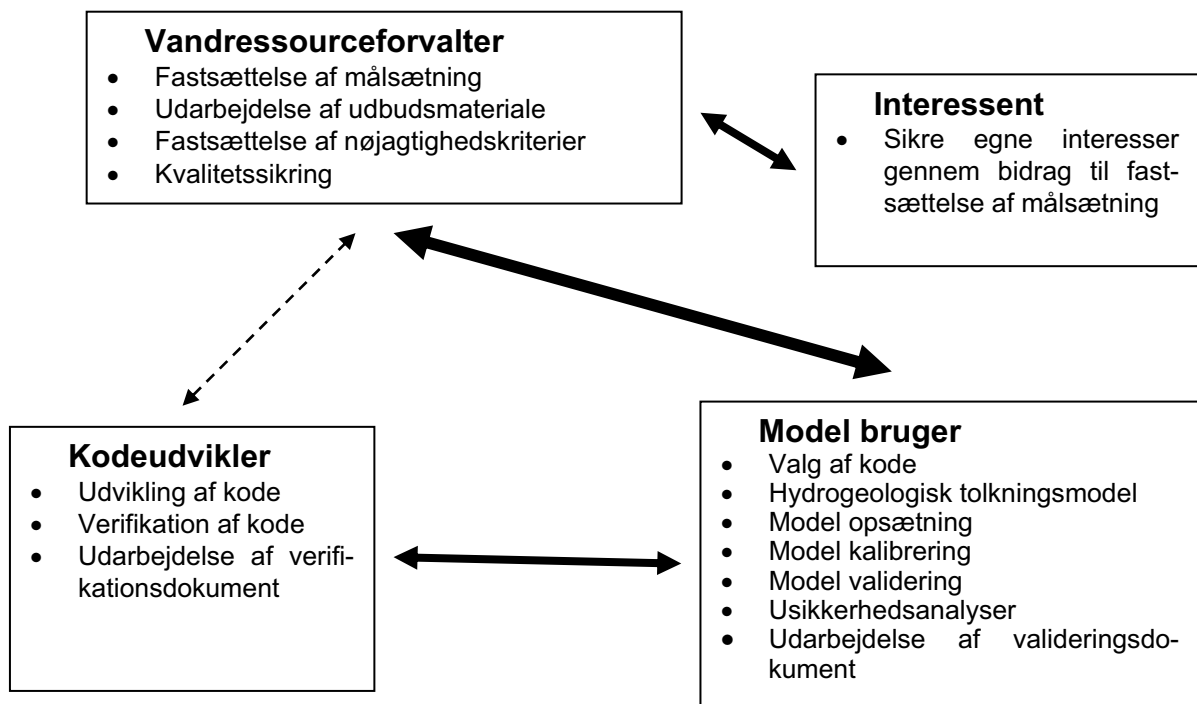 Vandressourceforvalter
• Fastsættelse af målsætning
• Udarbejdelse af udbudsmateriale
• Fastsættelse af nøjagtighedskriterier
• Kvalitetssikring
Interessent
• Sikre egne interesser
gennem bidrag til fast-
sættelse af målsætning
Kodeudvikler
• Udvikling af kode
• Verifikation af kode
• Udarbejdelse af verifi-
kationsdokument
Model bruger
• Valg af kode
• Hydrogeologisk tolkningsmodel
• Model opsætning
• Model kalibrering
• Model validering
• Usikkerhedsanalyser
• Udarbejdelse af valideringsdo-
kument